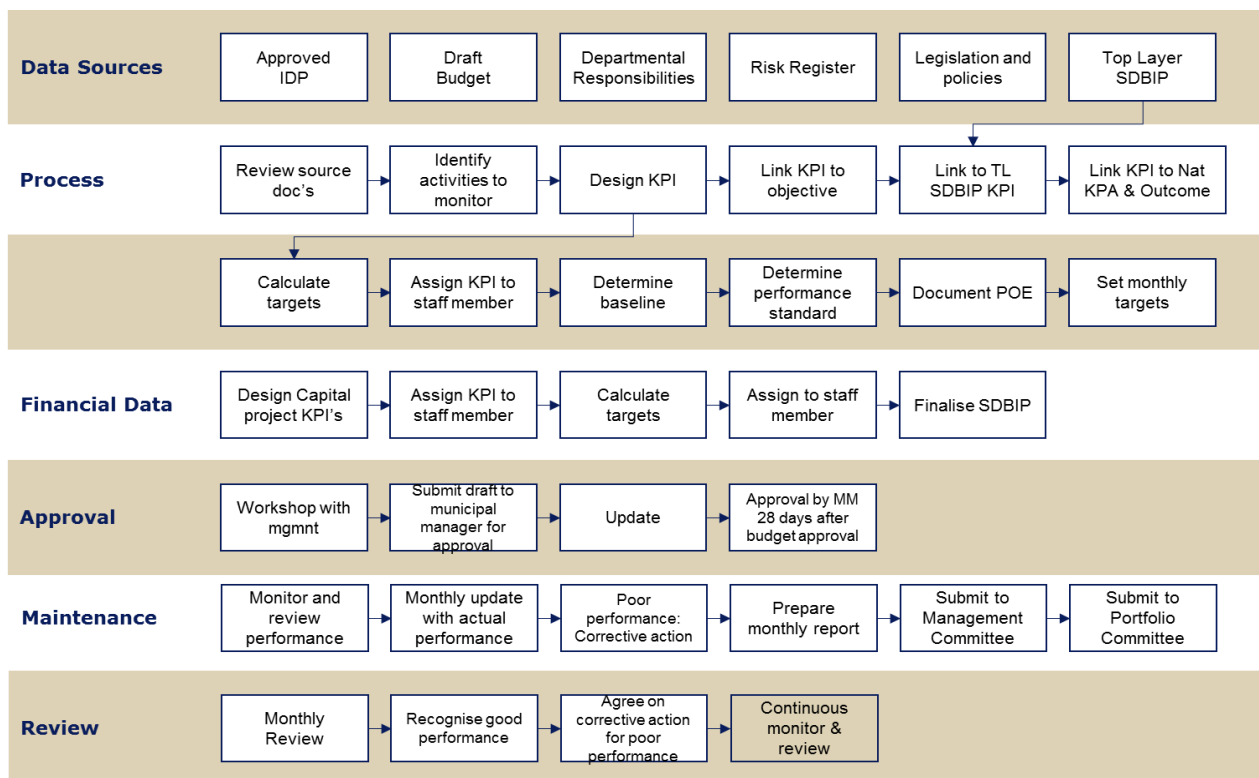 Data Sources
Approved
IDP
Draft
Budget
Departmental
Responsibilities
Risk Register
Legislation and
policies
Top Layer
SDBIP
Process
Review source
doc's
Identify
activities to
monitor
Design KPI
Link KPI to
objective
Link to TL
SDBIP KPI
Link KPI to Nat
KPA & Outcome
Calculate
targets
Assign KPI to
staff member
Determine
baseline
Determine
performance
standard
Document POE
Set monthly
targets
Financial Data
Design Capital
project KPI's
Assign KPI to
staff member
Calculate
targets
Assign to staff
member
Finalise SDBIP
Approval
Workshop with
mgmnt
Submit draft to
municipal
manager for
approval
Update
Approval by MM
28 days after
budget approval
Maintenance
Monitor and
review
performance
Monthly update
with actual
performance
Poor
performance:
Corrective action
Prepare
monthly report
Submit to
Management
Committee
Submit to
Portfolio
Committee
Review
Monthly
Review
Recognise good
performance
Agree on
corrective action
for poor
performance
Continuous
monitor &
review